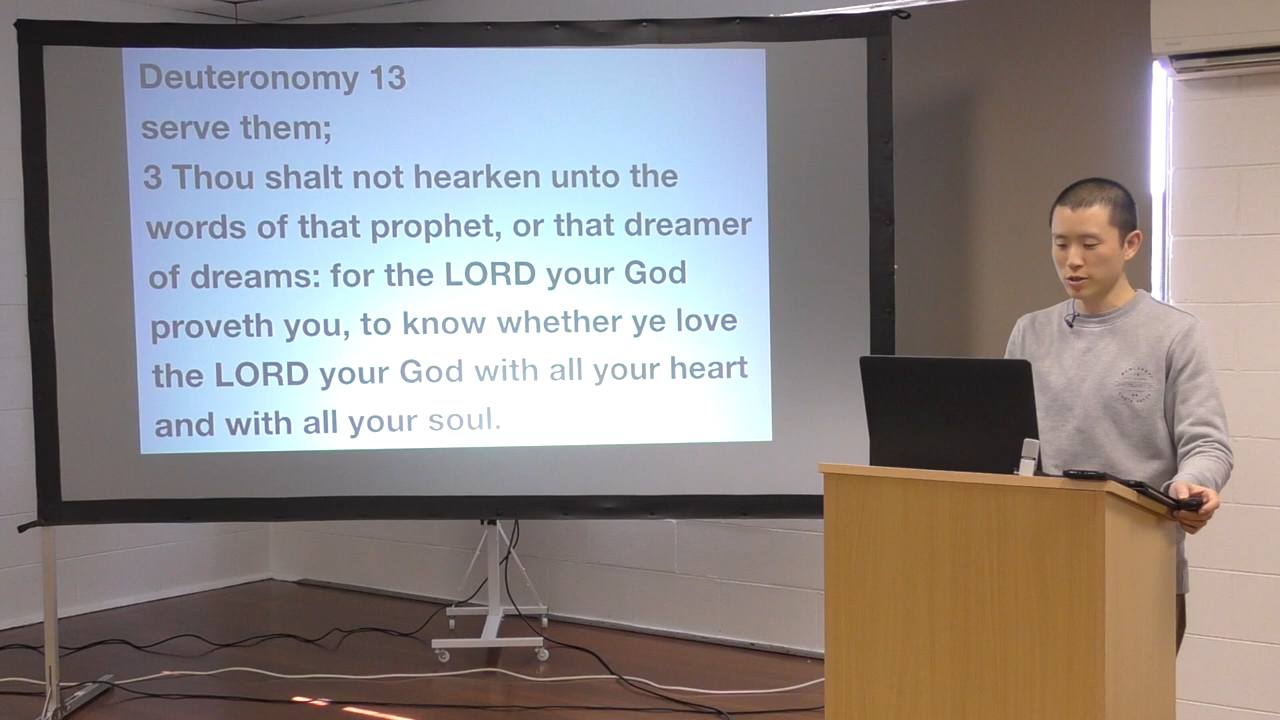 Deuteronomy 13
serve them;
3 Thou shalt not hearken unto the
words of that prophet, or that dreamer
of dreams: for the LORD your God
proveth you, to know whether ye love
the LORD your God with all your heart
and with all your soul.